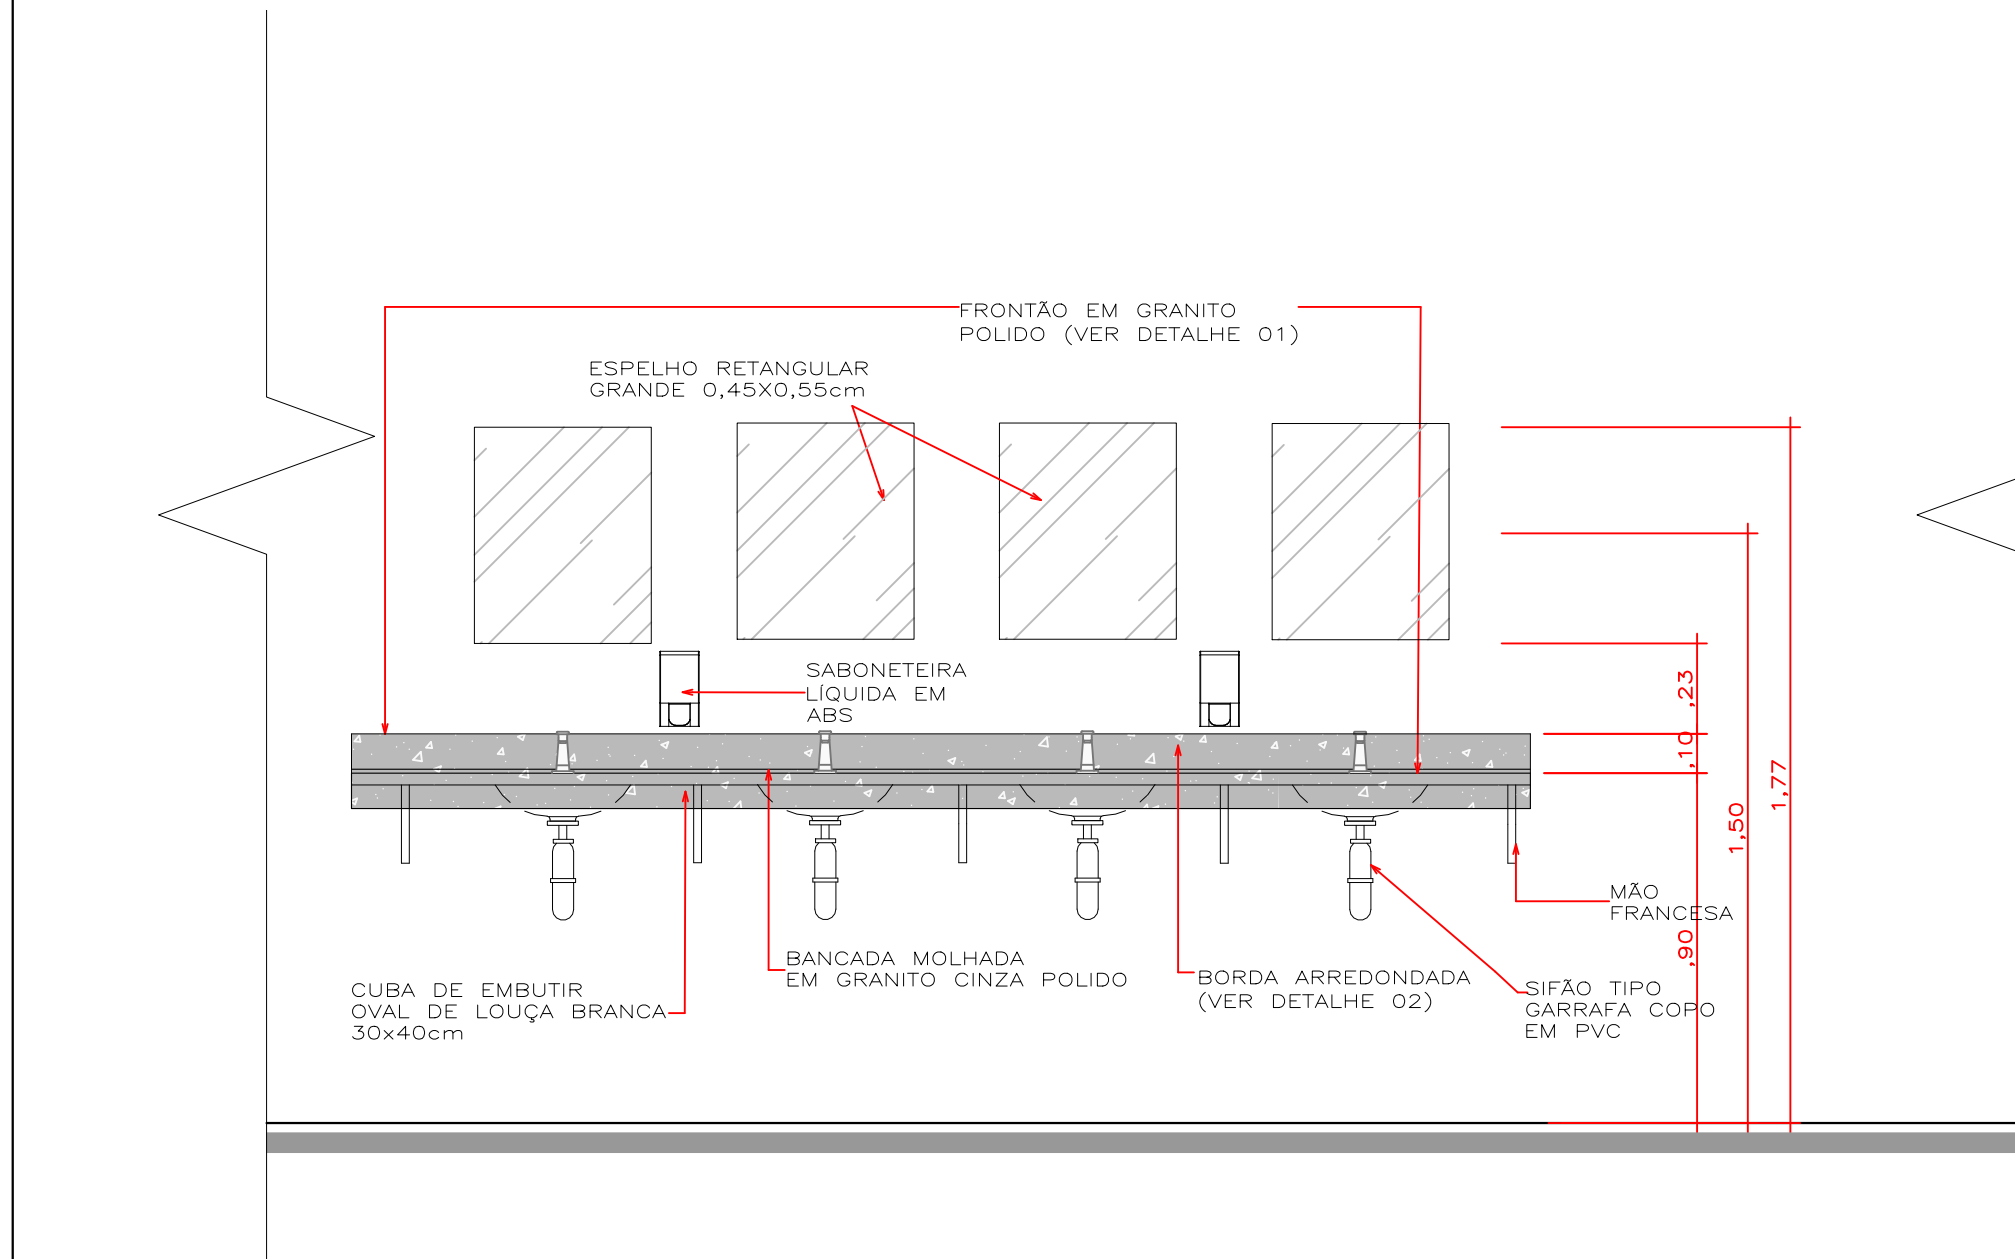 FRONTÃO EM GRANITO
POLIDO (VER DETALHE 01)
ESPELHO RETANGULAR
GRANDE 0,45X0,55cm
SABONETEIRA
LÍQUIDA EM
ABS
,23
,10
1,77
1,50
,90
MÃO
FRANCESA
BANCADA MOLHADA
EM GRANITO CINZA POLIDO
BORDA ARREDONDADA
(VER DETALHE 02)
SIFÃO TIPO
GARRAFA COPO
EM PVC
CUBA DE EMBUTIR
OVAL DE LOUÇA BRANCA
30x40cm